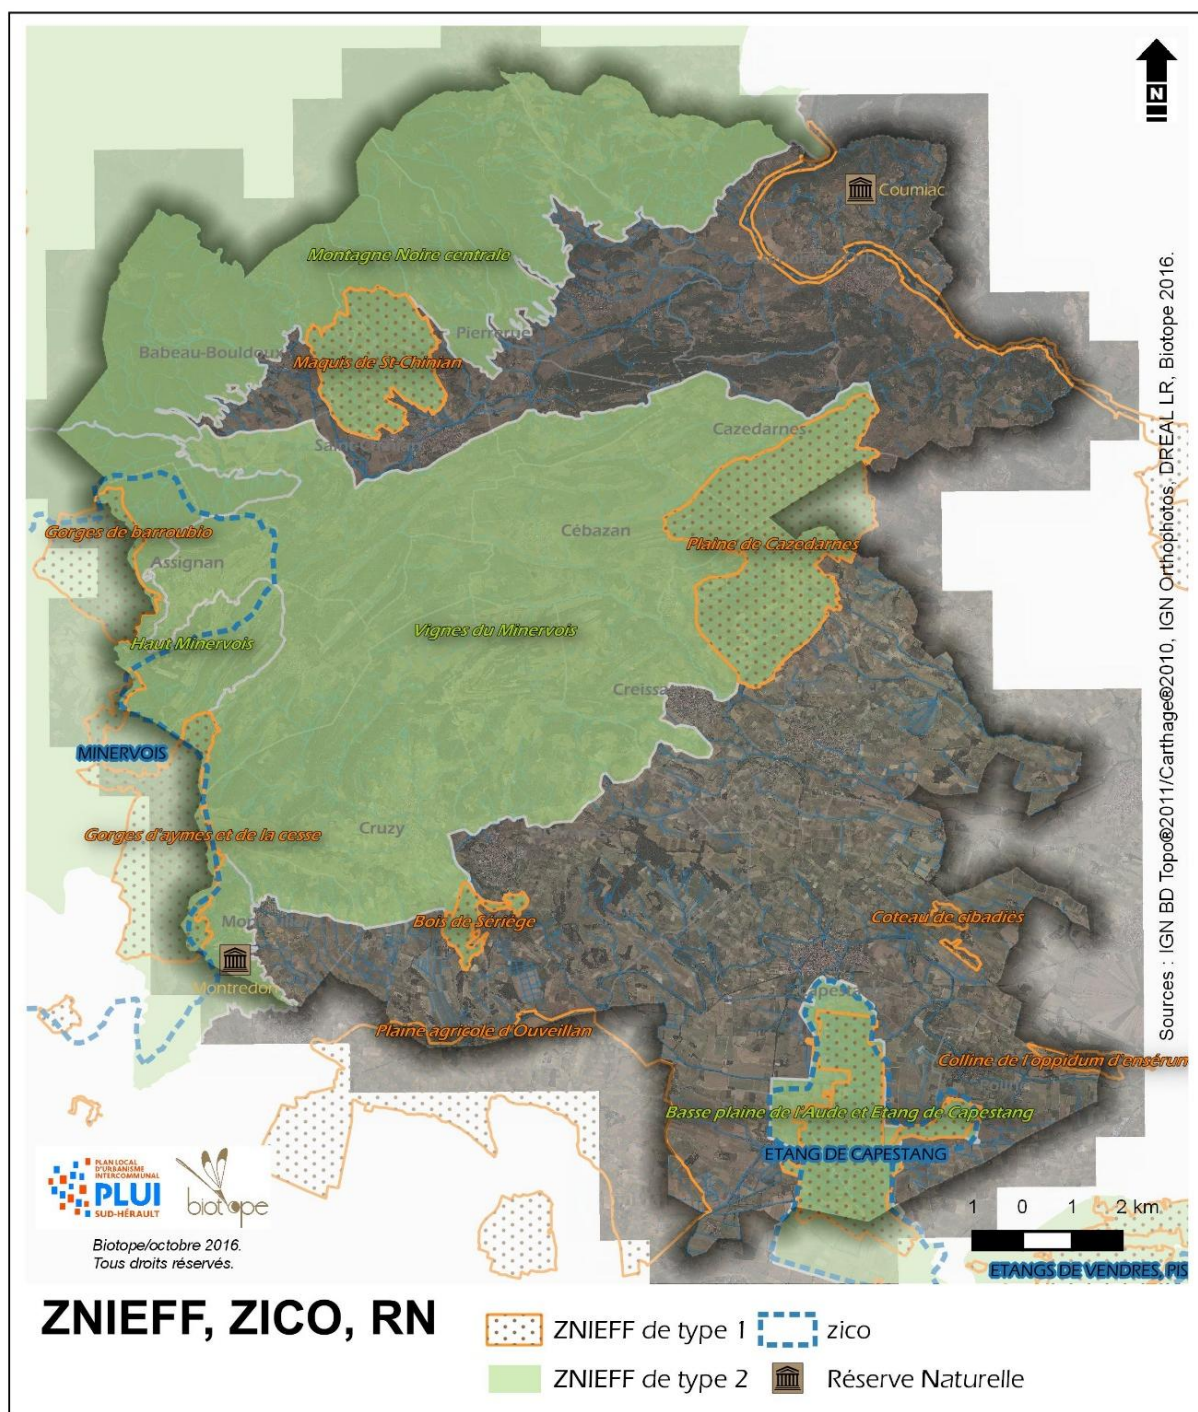 Coumiac
Montagne Noire centrale
Babeau-Bouldoux
Maquis de St-Chinian
Cazedarnes
Gorges de barroubio
Cébazan
Plaine de Cazedarnes
Assignan
Haut Minervois
Vignes du Minervois
MINERVOIS
Gorges d'aymes et de la cesse
Cruzy
Bois de Sériège
Coteau de cibadiès
Montredon
Plaine agricole d'Ouveillan
Colline de l'oppidum d'ensérun
Basse plaine de l'Aude et Etang de Capestang
ETANG DE CAPESTANG
ETANGS DE VENDRES, PIS
1 0 1 2 km
Sources : IGN BD Topo®2011/Carthage®2010, IGN Orthophotos, DREAL LR, Biotope 2016.
N
PLAN LOCAL
D'URBANISME
INTERCOMMUNAL
PLUI
SUD-HÉRAULT
biotope
Biotope/octobre 2016.
Tous droits réservés.
ZNIEFF, ZICO, RN
ZNIEFF de type 1
zico
ZNIEFF de type 2
Réserve Naturelle